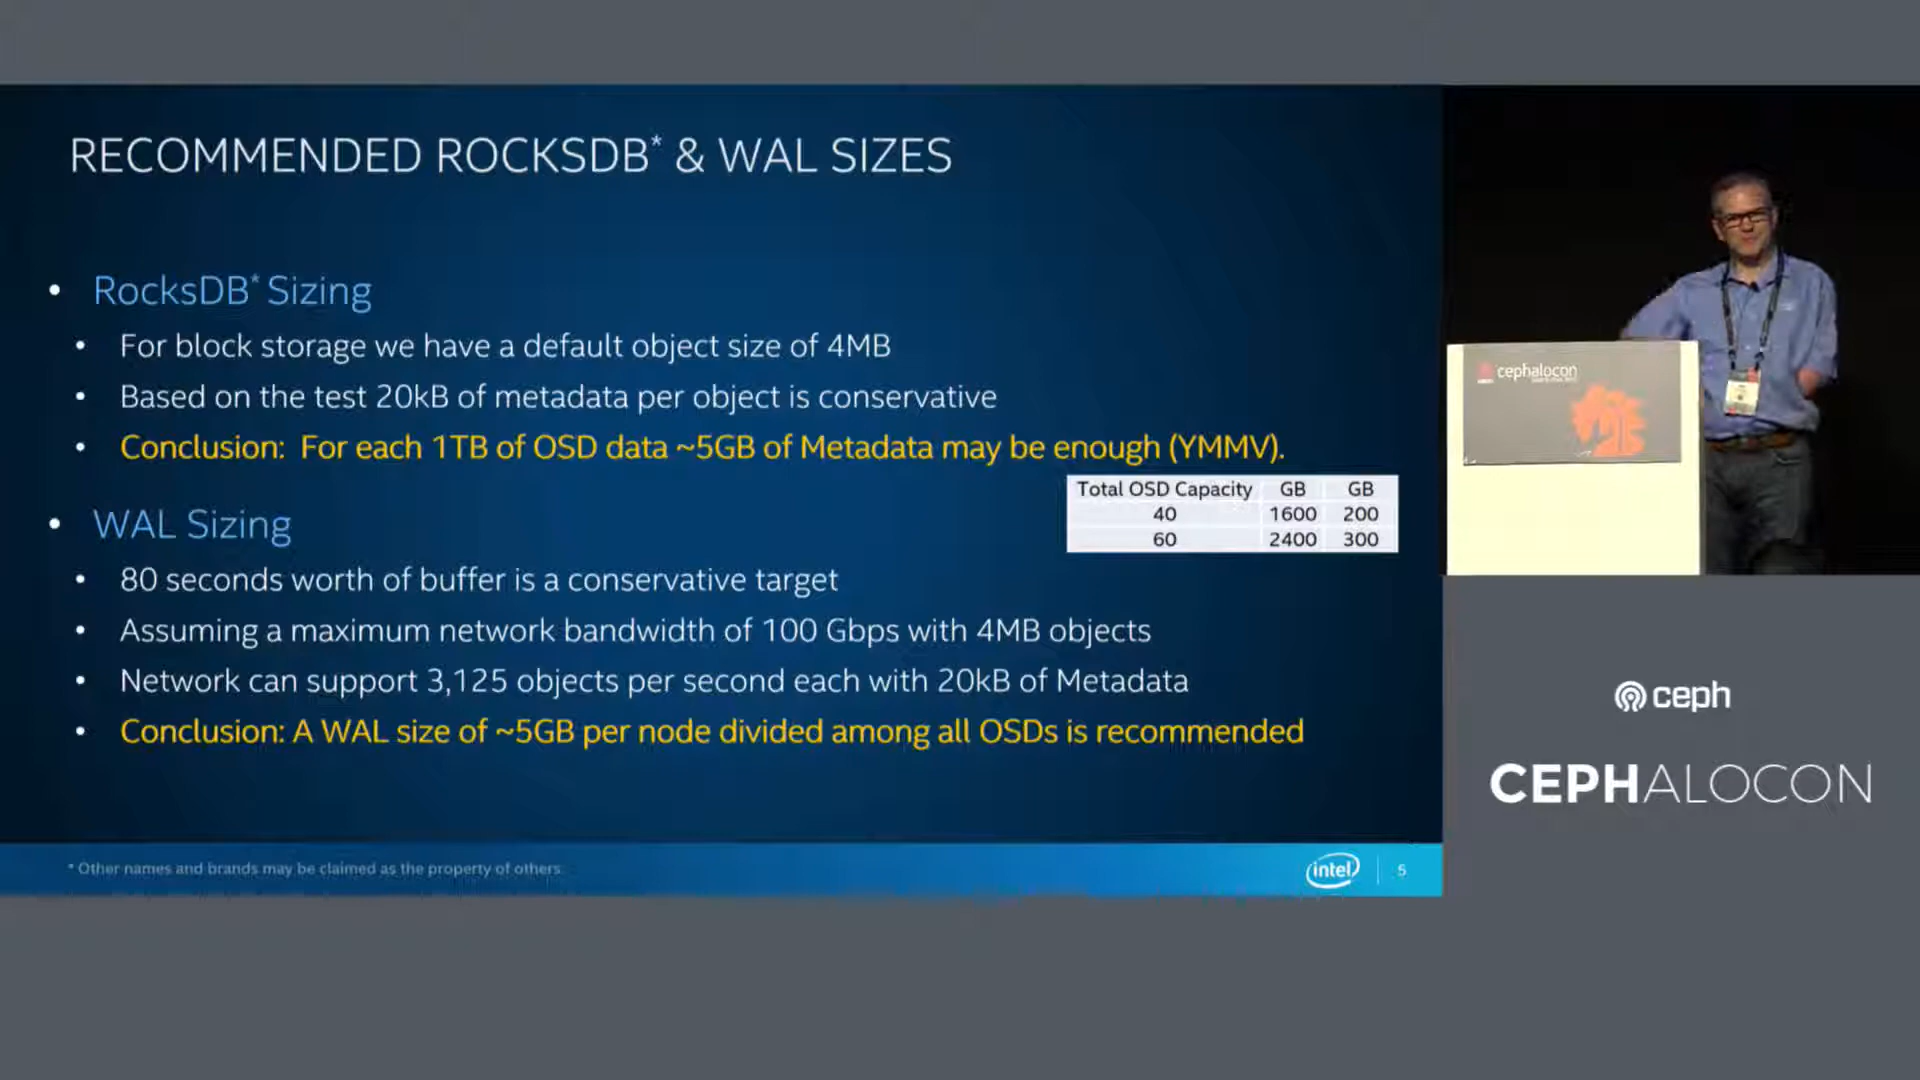 RECOMMENDED ROCKSDB* & WAL SIZES
• RocksDB* Sizing
• For block storage we have a default object size of 4MB
• Based on the test 20kB of metadata per object is conservative
• Conclusion: For each 1TB of OSD data ~5GB of Metadata may be enough (YMMV).
Total OSD Capacity GB GB
40 1600 200
60 2400 300
• WAL Sizing
• 80 seconds worth of buffer is a conservative target
• Assuming a maximum network bandwidth of 100 Gbps with 4MB objects
• Network can support 3,125 objects per second each with 20kB of Metadata
• Conclusion: A WAL size of ~5GB per node divided among all OSDs is recommended
* Other names and brands may be claimed as the property of others.
intel
5
cephalocon
ceph
CEPHALOCON